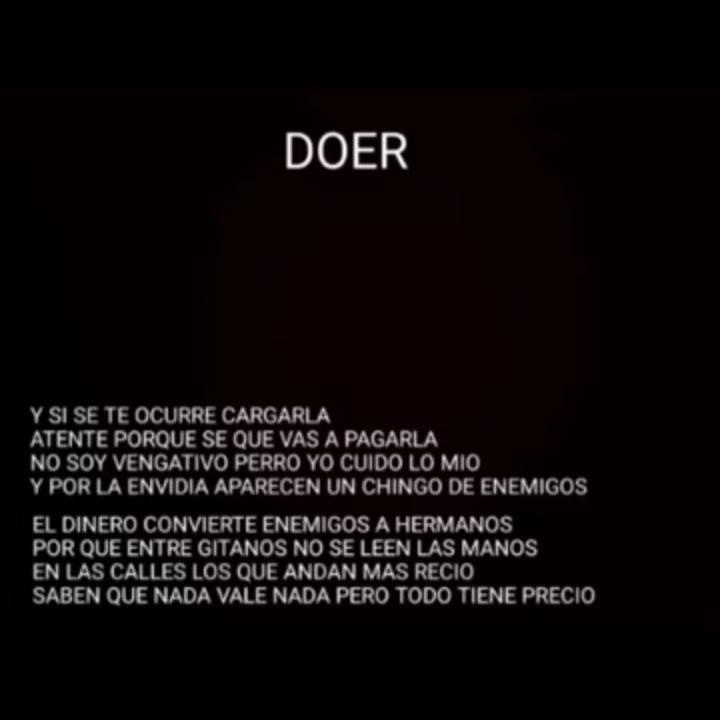 DOER
Y SI SE TE OCURRE CARGARLA
ATENTE PORQUE SE QUE VAS A PAGARLA
NO SOY VENGATIVO PERRO YO CUIDO LO MIO
Y POR LA ENVIDIA APARECEN UN CHINGO DE ENEMIGOS
EL DINERO CONVIERTE ENEMIGOS A HERMANOS
POR QUE ENTRE GITANOS NO SE LEEN LAS MANOS
EN LAS CALLES LOS QUE ANDAN MAS RECIO
SABEN QUE NADA VALE NADA PERO TODO TIENE PRECIO